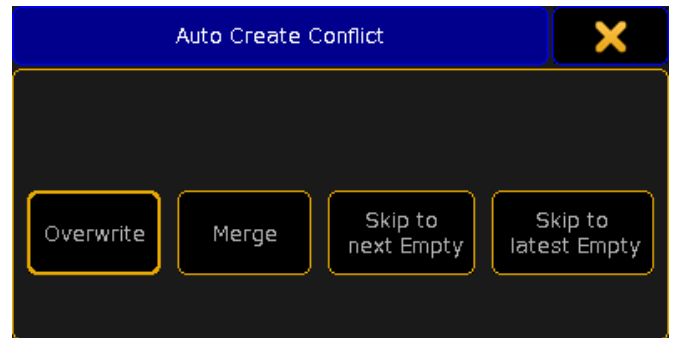 Auto Create Conflict
Overwrite
Merge
Skip to
next Empty
Skip to
latest Empty